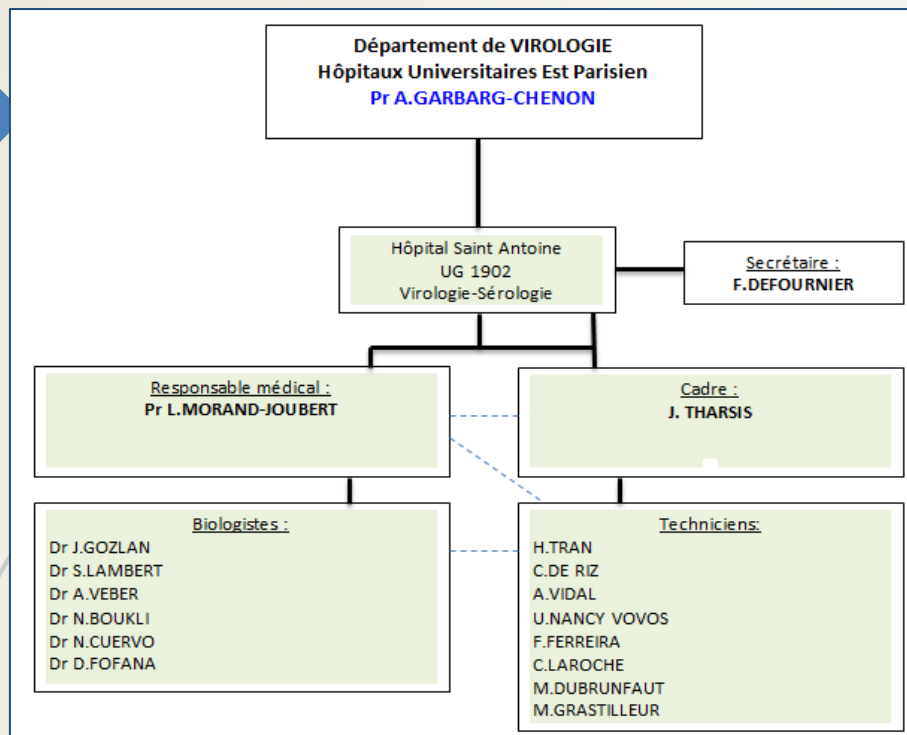 Département de VIROLOGIE
Hôpitaux Universitaires Est Parisien
Pr A.GARBARG-CHENON
Hôpital Saint Antoine
UG 1902
Virologie-Sérologie
Secrétaire :
F.DEFOURNIER
Responsable médical :
Pr L.MORAND-JOUBERT
Cadre :
J. THARSIS
Biologistes :
Dr J.GOZLAN
Dr S.LAMBERT
Dr A.VEBER
Dr N.BOUKLI
Dr N.CUERVO
Dr D.FOFANA
Techniciens:
H.TRAN
C.DE RIZ
A.VIDAL
U.NANCY VOVOS
F.FERREIRA
C.LAROCHE
M.DUBRUNFAUT
M.GRASTILLEUR